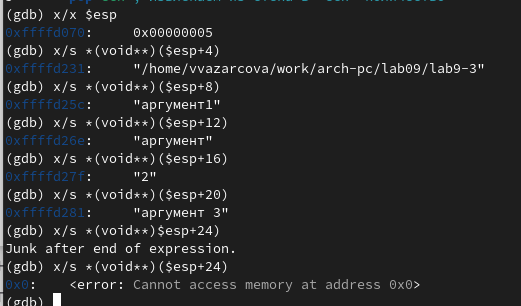 (gdb) x/x $esp
0xffffd070: 0x00000005
(gdb) x/s *(void**)($esp+4)
0xffffd231: "/home/vvazarcova/work/arch-pc/lab09/lab9-3"
(gdb) x/s *(void**)($esp+8)
0xffffd25c: "аргумент1"
(gdb) x/s *(void**)($esp+12)
0xffffd26e: "аргумент"
(gdb) x/s *(void**)($esp+16)
0xffffd27f: "2"
(gdb) x/s *(void**)($esp+20)
0xffffd281: "аргумент 3"
(gdb) x/s *(void**)$esp+24)
Junk after end of expression.
(gdb) x/s *(void**)($esp+24)
0x0: <error: Cannot access memory at address 0x0>
(gdb)